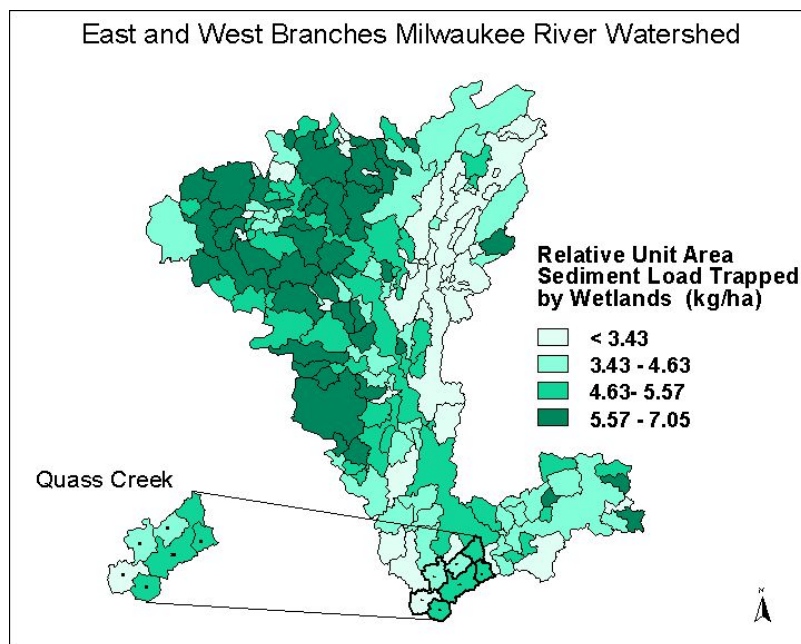 East and West Branches Milwaukee River Watershed
Relative Unit Area
Sediment Load Trapped
by Wetlands (kg/ha)
< 3.43
3.43 - 4.63
4.63- 5.57
5.57 - 7.05
Quass Creek
N